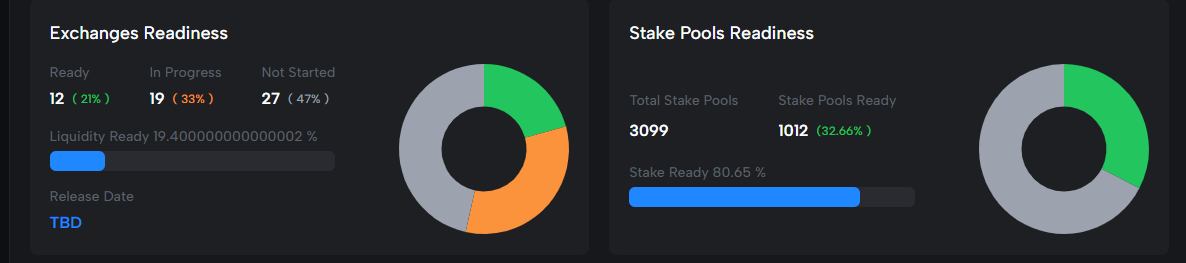 Exchanges Readiness
Ready In Progress Not Started
12 ( 21% ) 19 ( 33% ) 27 ( 47% )
Liquidity Ready 19.400000000000002 %
Release Date
TBD
Stake Pools Readiness
Total Stake Pools Stake Pools Ready
3099 1012 (32.66% )
Stake Ready 80.65 %